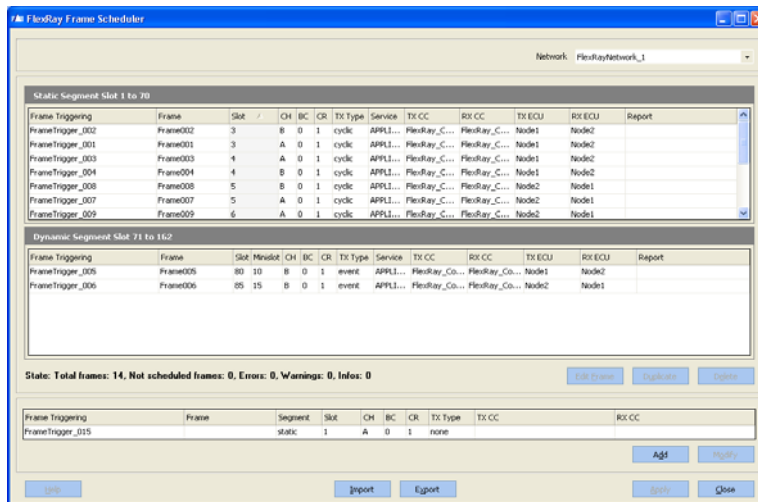 FlexRay Frame Scheduler
Network FlexRayNetwork_1
Static Segment Slot 1 to 70
Frame Triggering Frame Slot CH BC CR TX Type Service TX CC RX CC TX ECU RX ECU Report
FrameTrigger_002 Frame002 3 B 0 1 cyclic APPLI... FlexRay_C... FlexRay_C... Node1 Node2
FrameTrigger_001 Frame001 3 A 0 1 cyclic APPLI... FlexRay_C... FlexRay_C... Node1 Node2
FrameTrigger_003 Frame003 4 A 0 1 cyclic APPLI... FlexRay_C... FlexRay_C... Node1 Node2
FrameTrigger_004 Frame004 4 B 0 1 cyclic APPLI... FlexRay_C... FlexRay_C... Node1 Node2
FrameTrigger_008 Frame008 5 B 0 1 cyclic APPLI... FlexRay_C... FlexRay_C... Node2 Node1
FrameTrigger_007 Frame007 5 A 0 1 cyclic APPLI... FlexRay_C... FlexRay_C... Node2 Node1
FrameTrigger_009 Frame009 6 A 0 1 cyclic APPLI... FlexRay_C... FlexRay_C... Node2 Node1
Dynamic Segment Slot 71 to 162
Frame Triggering Frame Slot Minislot CH BC CR TX Type Service TX CC RX CC TX ECU RX ECU Report
FrameTrigger_005 Frame005 80 10 B 0 1 event APPLI... FlexRay_Co... FlexRay_Co... Node1 Node2
FrameTrigger_006 Frame006 85 15 B 0 1 event APPLI... FlexRay_Co... FlexRay_Co... Node2 Node1
State: Total frames: 14, Not scheduled frames: 0, Errors: 0, Warnings: 0, Infos: 0
Edit Frame Duplicate Delete
Frame Triggering Frame Segment Slot CH BC CR TX Type TX CC RX CC
FrameTrigger_015 static 1 A 0 1 none
Add Modify
Help Import Export Apply Close